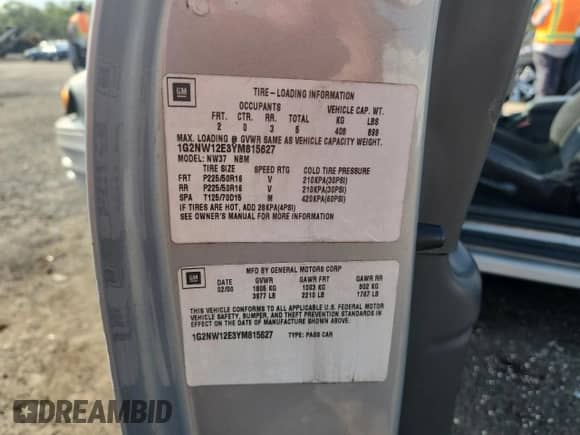 GM
TIRE-LOADING INFORMATION
OCCUPANTS VEHICLE CAP. WT.
FRT. CTR. RR. TOTAL KG LBS
2 0 3 5 408 899
MAX. LOADING @ GVWR SAME AS VEHICLE CAPACITY WEIGHT.
1G2NW12E3YM815627
MODEL: NW37 NBM
TIRE SIZE SPEED RTG COLD TIRE PRESSURE
FRT P225/50R16 V 210KPA(30PSI)
RR P225/50R16 V 210KPA(30PSI)
SPA T125/70D15 M 420KPA(60PSI)
IF TIRES ARE HOT, ADD 28KPA(4PSI)
SEE OWNER'S MANUAL FOR MORE INFORMATION
GM
MFD BY GENERAL MOTORS CORP
DATE GVWR GAWR FRT GAWR RR
02/00 1805 KG 1003 KG 802 KG
3977 LB 2210 LB 1767 LB
THIS VEHICLE CONFORMS TO ALL APPLICABLE U.S. FEDERAL MOTOR
VEHICLE SAFETY, BUMPER, AND THEFT PREVENTION STANDARDS IN
EFFECT ON THE DATE OF MANUFACTURE SHOWN ABOVE.
1G2NW12E3YM815627 TYPE: PASS CAR
DREAMBID